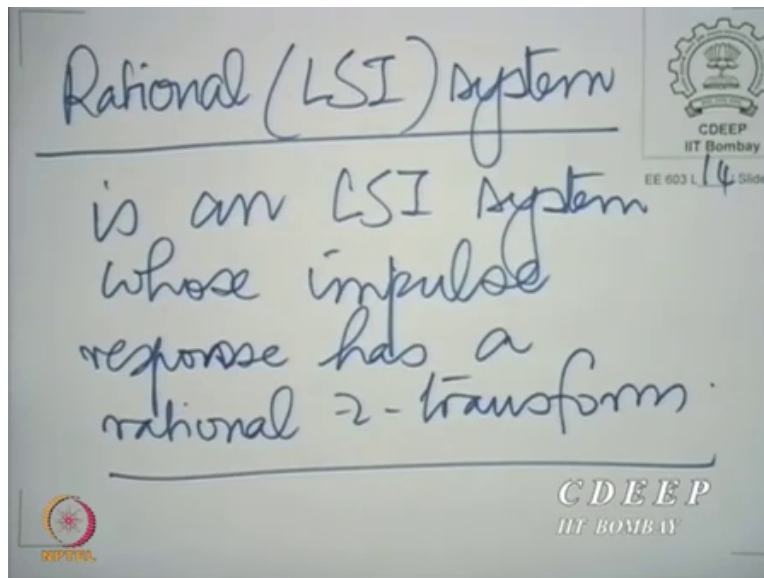 Rational (LSI) system
CDEEP
IIT Bombay
EE 603 L 14 Slide
is an LSI system
whose impulse
response has a
rational z-transform.
CDEEP
IIT BOMBAY
NPTEL